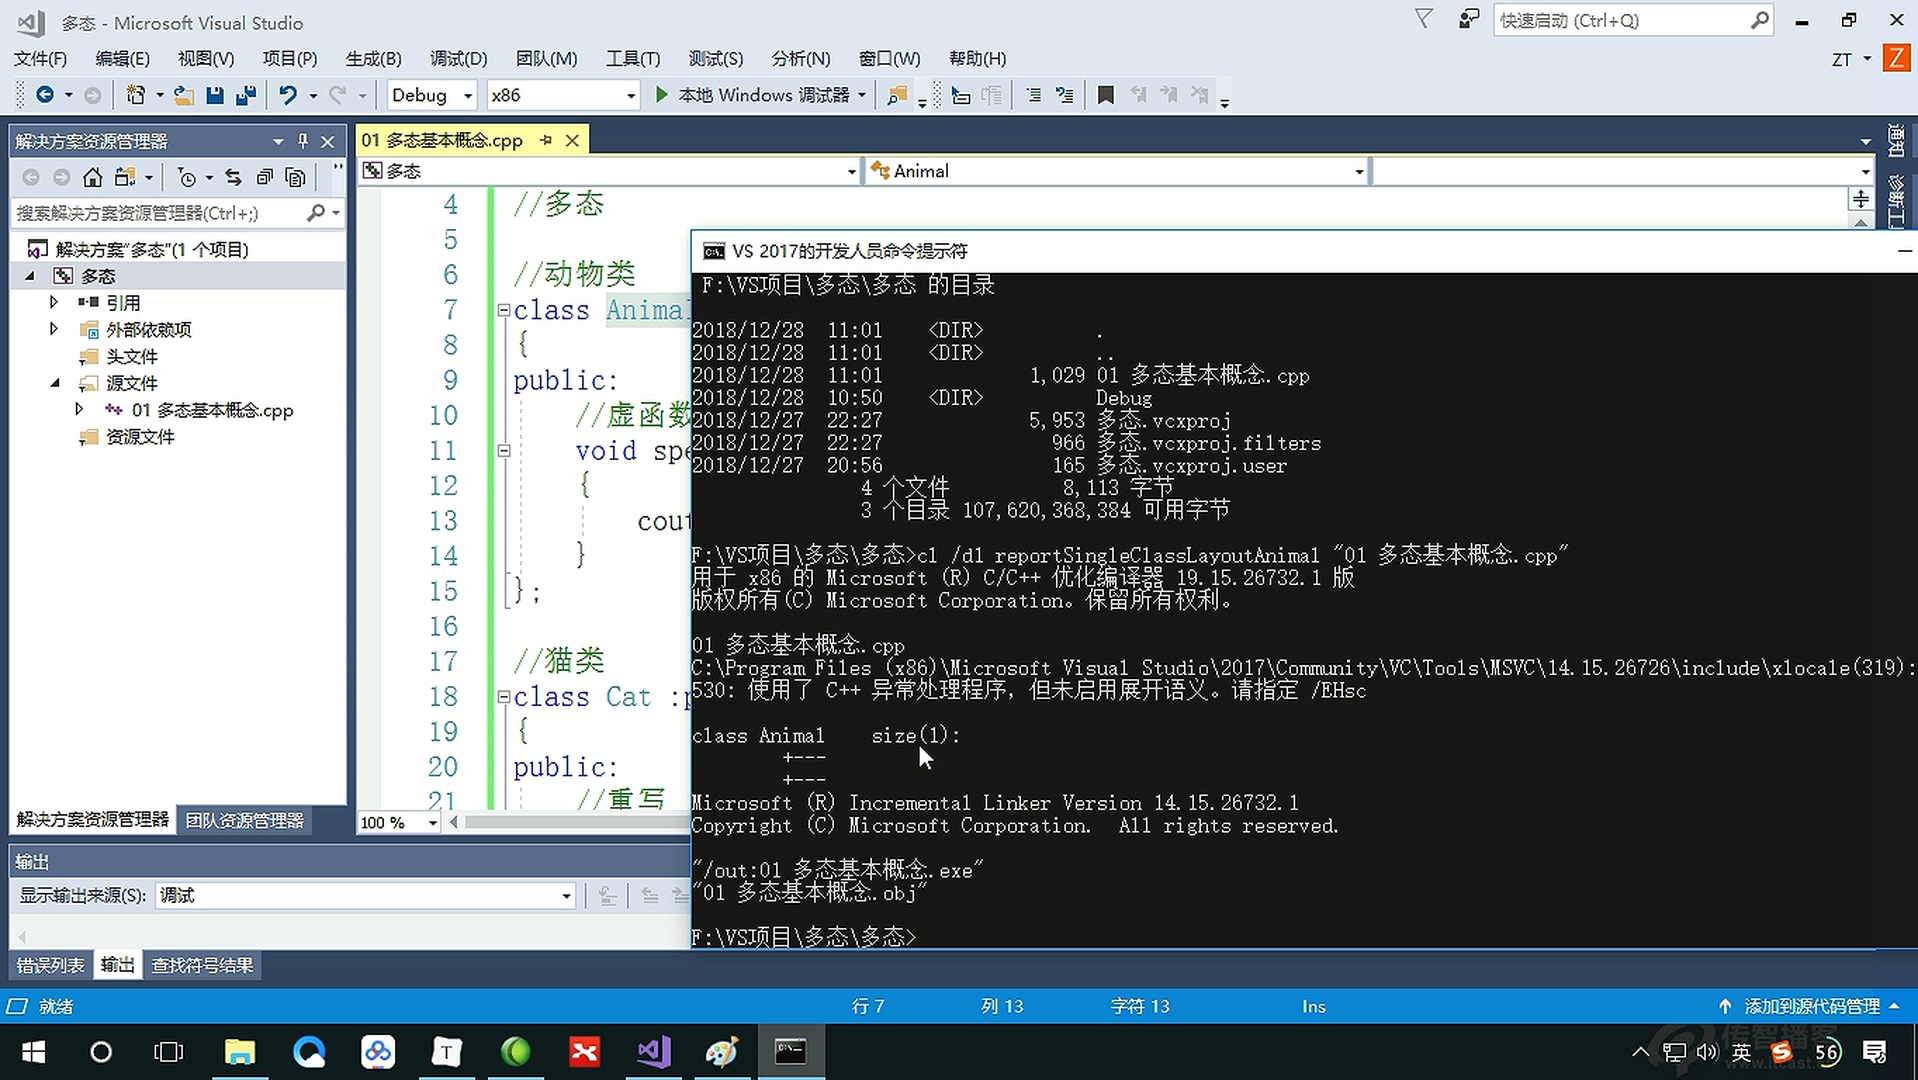 多态 - Microsoft Visual Studio
快速启动 (Ctrl+Q)
文件(F) 编辑(E) 视图(V) 项目(P) 生成(B) 调试(D) 团队(M) 工具(T) 测试(S) 分析(N) 窗口(W) 帮助(H)
ZT
Z
Debug x86 本地 Windows 调试器
解决方案资源管理器
搜索解决方案资源管理器(Ctrl+;)
解决方案"多态"(1 个项目)
多态
引用
外部依赖项
头文件
源文件
01 多态基本概念.cpp
资源文件
解决方案资源管理器 团队资源管理器
01 多态基本概念.cpp
多态 Animal
通知
诊断工
4 //多态
5
6 //动物类
7 class Animal
8 {
9 public:
10 //虚函数
11 void spe
12 {
13 cout
14 }
15 };
16
17 //猫类
18 class Cat :p
19 {
20 public:
21 //重写
100 %
VS 2017的开发人员命令提示符
F:\VS项目\多态\多态 的目录
2018/12/28 11:01 <DIR> .
2018/12/28 11:01 <DIR> ..
2018/12/28 11:01 1,029 01 多态基本概念.cpp
2018/12/28 10:50 <DIR> Debug
2018/12/27 22:27 5,953 多态.vcxproj
2018/12/27 22:27 966 多态.vcxproj.filters
2018/12/27 20:56 165 多态.vcxproj.user
4 个文件 8,113 字节
3 个目录 107,620,368,384 可用字节
F:\VS项目\多态\多态>cl /d1 reportSingleClassLayoutAnimal "01 多态基本概念.cpp"
用于 x86 的 Microsoft (R) C/C++ 优化编译器 19.15.26732.1 版
版权所有(C) Microsoft Corporation。保留所有权利。
01 多态基本概念.cpp
C:\Program Files (x86)\Microsoft Visual Studio\2017\Community\VC\Tools\MSVC\14.15.26726\include\xlocale(319):
530: 使用了 C++ 异常处理程序，但未启用展开语义。请指定 /EHsc
class Animal size(1):
+---
+---
Microsoft (R) Incremental Linker Version 14.15.26732.1
Copyright (C) Microsoft Corporation. All rights reserved.
"/out:01 多态基本概念.exe"
"01 多态基本概念.obj"
F:\VS项目\多态\多态>
输出
显示输出来源(S): 调试
错误列表 输出 查找符号结果
就绪 行 7 列 13 字符 13 Ins 添加到源代码管理
T
英
56
传智播客